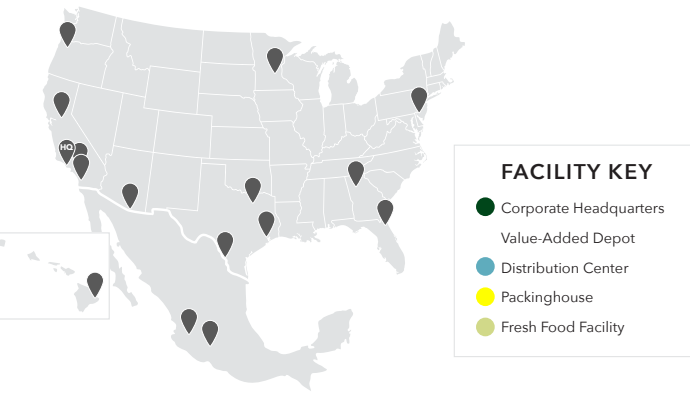 HQ
FACILITY KEY
Corporate Headquarters
Value-Added Depot
Distribution Center
Packinghouse
Fresh Food Facility